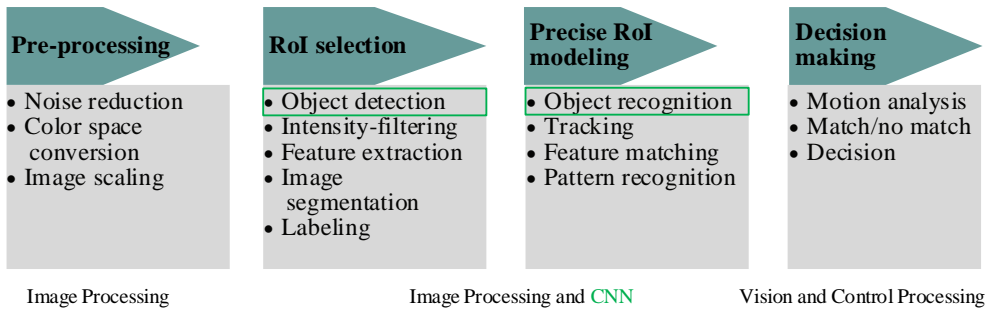 Pre-processing
• Noise reduction
• Color space
conversion
• Image scaling
RoI selection
• Object detection
• Intensity-filtering
• Feature extraction
• Image
segmentation
• Labeling
Precise RoI
modeling
• Object recognition
• Tracking
• Feature matching
• Pattern recognition
Decision
making
• Motion analysis
• Match/no match
• Decision
Image Processing
Image Processing and CNN
Vision and Control Processing